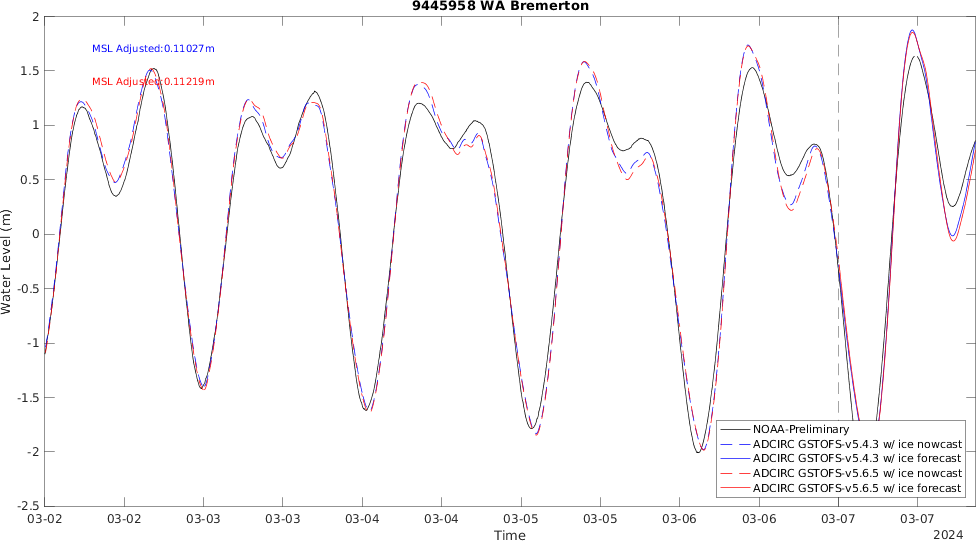 9445958 WA Bremerton
2
MSL Adjusted:0.11027m
1.5
MSL Adjusted:0.11219m
1
0.5
0
-0.5
-1
-1.5
-2
-2.5
Water Level (m)
NOAA-Preliminary
ADCIRC GSTOFS-v5.4.3 w/ ice nowcast
ADCIRC GSTOFS-v5.4.3 w/ ice forecast
ADCIRC GSTOFS-v5.6.5 w/ ice nowcast
ADCIRC GSTOFS-v5.6.5 w/ ice forecast
03-02 03-02 03-03 03-03 03-04 03-04 03-05 03-05 03-06 03-06 03-07 03-07
Time
2024